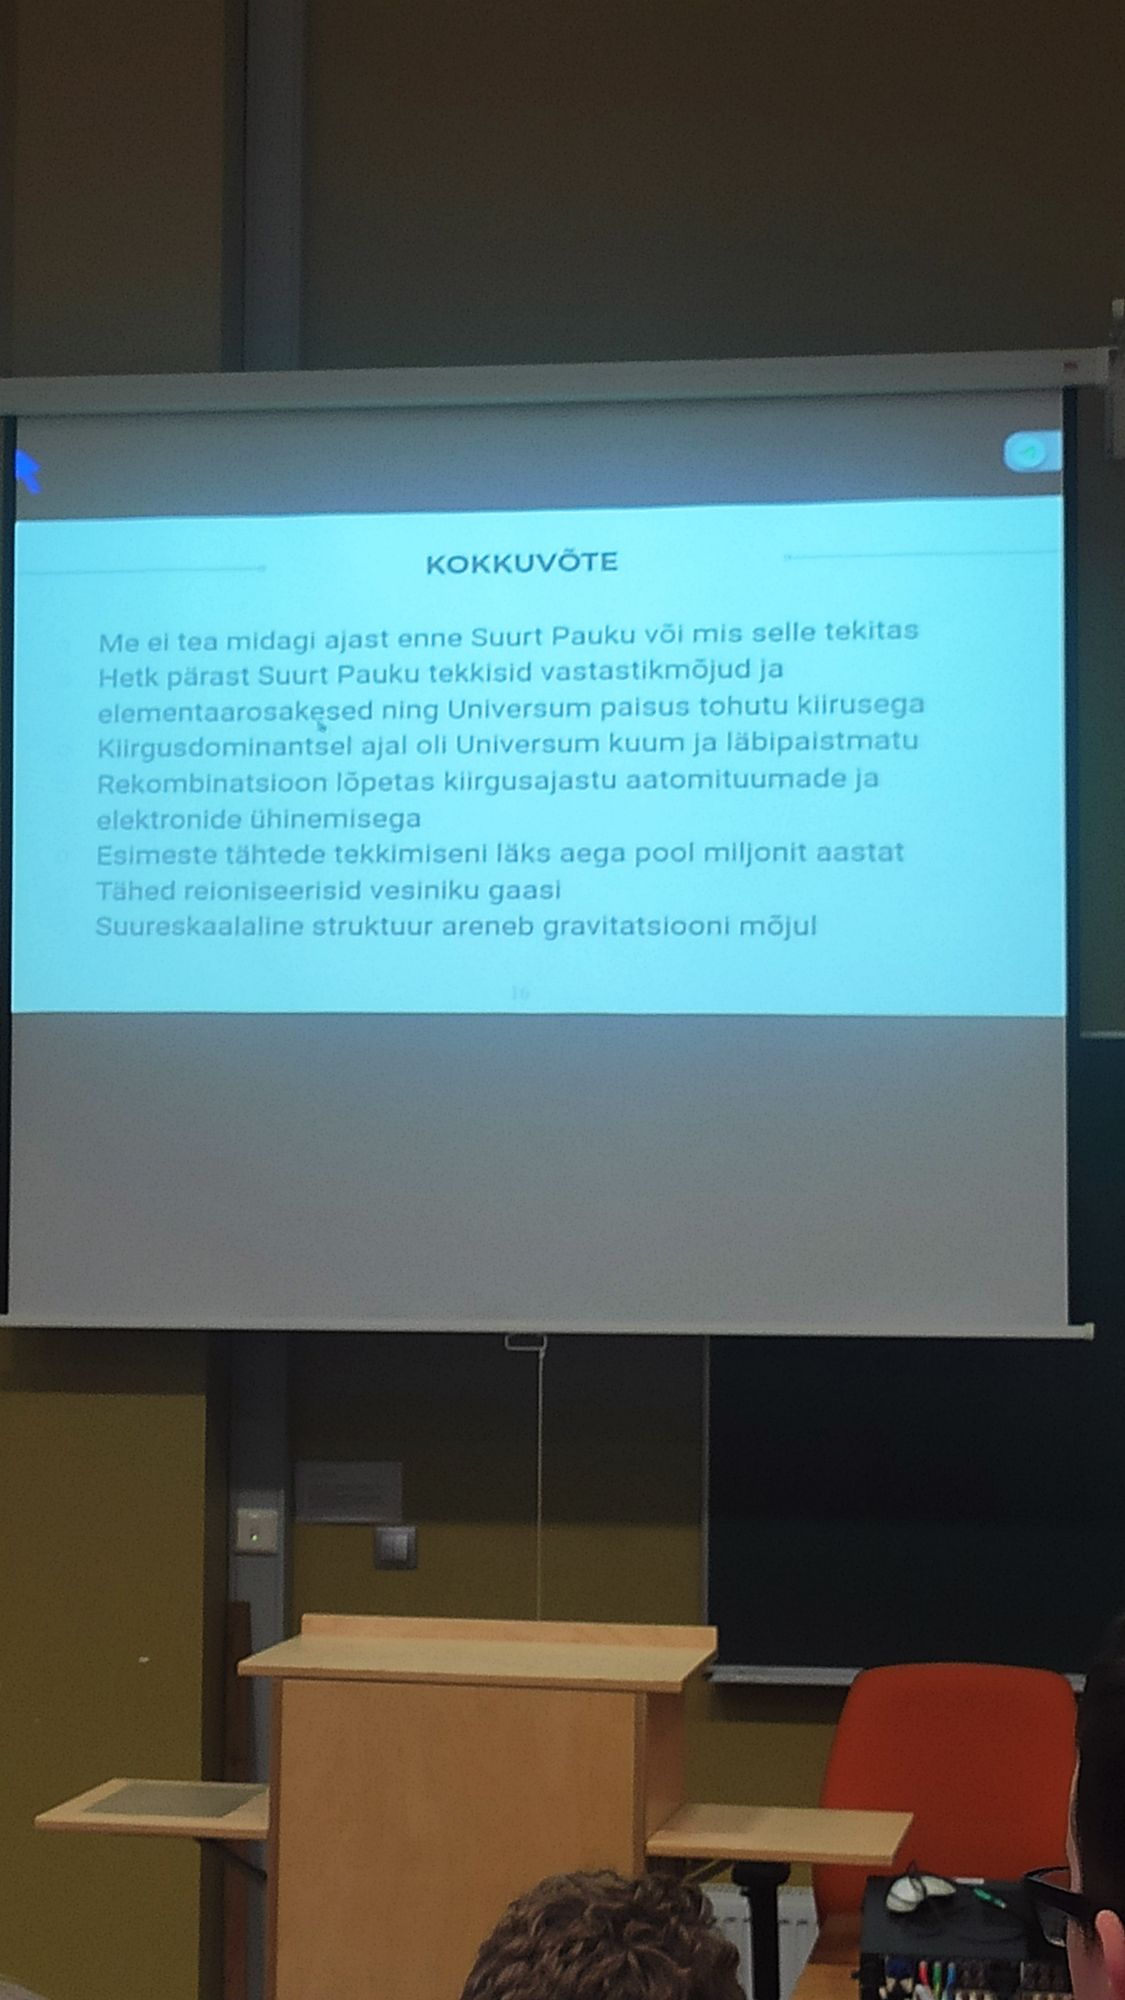 KOKKUVÕTE
Me ei tea midagi ajast enne Suurt Pauku või mis selle tekitas
Hetk pärast Suurt Pauku tekkisid vastastikmõjud ja
elementaarosakesed ning Universum paisus tohutu kiirusega
Kiirgusdominantsel ajal oli Universum kuum ja läbipaistmatu
Rekombinatsioon lõpetas kiirgusajastu aatomituumade ja
elektronide ühinemisega
Esimeste tähtede tekkimiseni läks aega pool miljonit aastat
Tähed reioniseerisid vesiniku gaasi
Suureskaalaline struktuur areneb gravitatsiooni mõjul
16